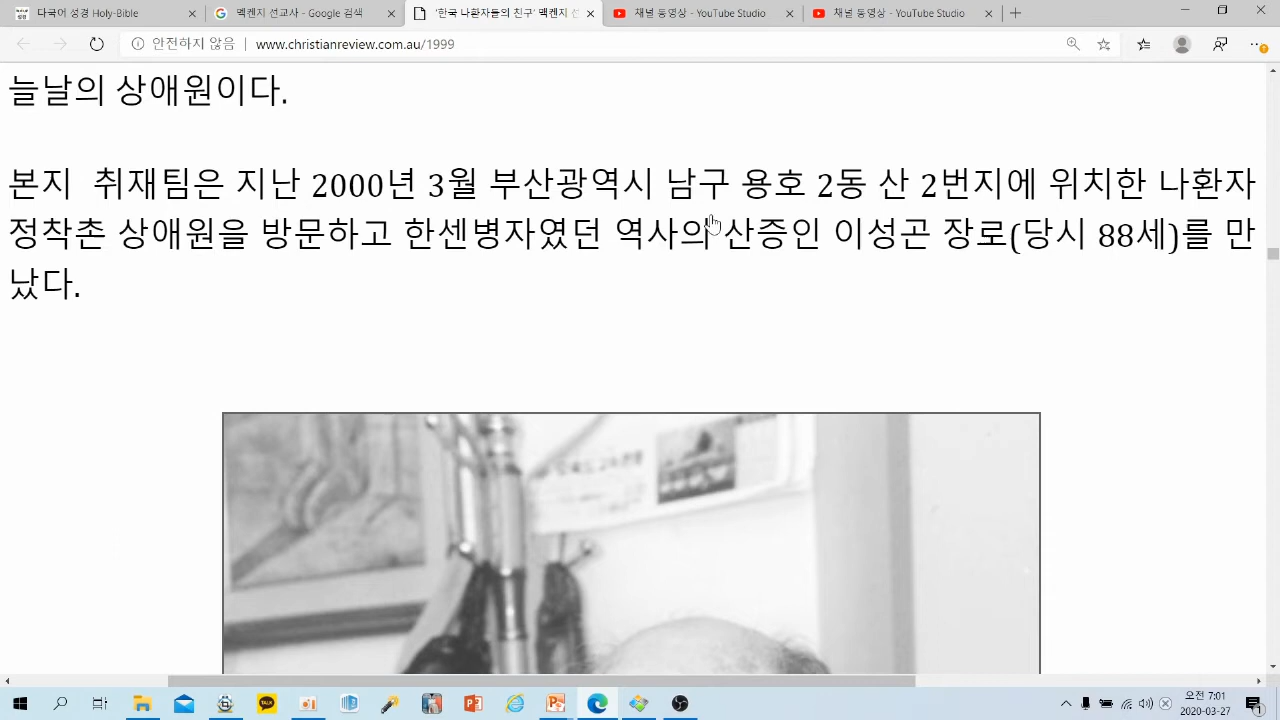 다국어 성경 Holybible
멕켄지 선교사 - Google 검색
'한국 나환자들의 친구' 맥켄지 선
채널 동영상 - YouTube Studio
채널 동영상 - YouTube Studio
안전하지 않음
www.christianreview.com.au/1999
늘날의 상애원이다.
본지 취재팀은 지난 2000년 3월 부산광역시 남구 용호 2동 산 2번지에 위치한 나환자
정착촌 상애원을 방문하고 한센병자였던 역사의 산증인 이성곤 장로(당시 88세)를 만
났다.
TALK
오전 7:01
2020-03-27